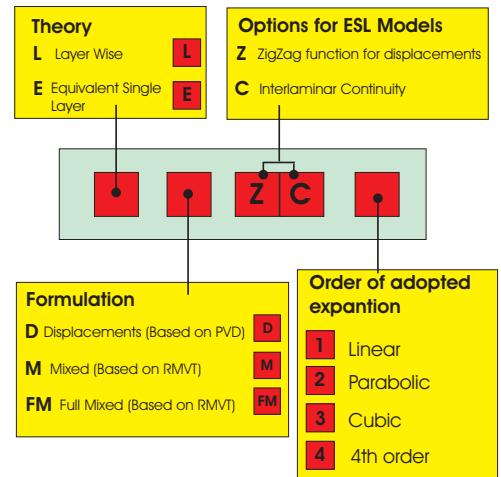 Theory
L Layer Wise L
E Equivalent Single E
Layer
Options for ESL Models
Z ZigZag function for displacements
C Interlaminar Continuity
Z C
Formulation
D Displacements (Based on PVD) D
M Mixed (Based on RMVT) M
FM Full Mixed (Based on RMVT) FM
Order of adopted
expantion
1 Linear
2 Parabolic
3 Cubic
4 4th order